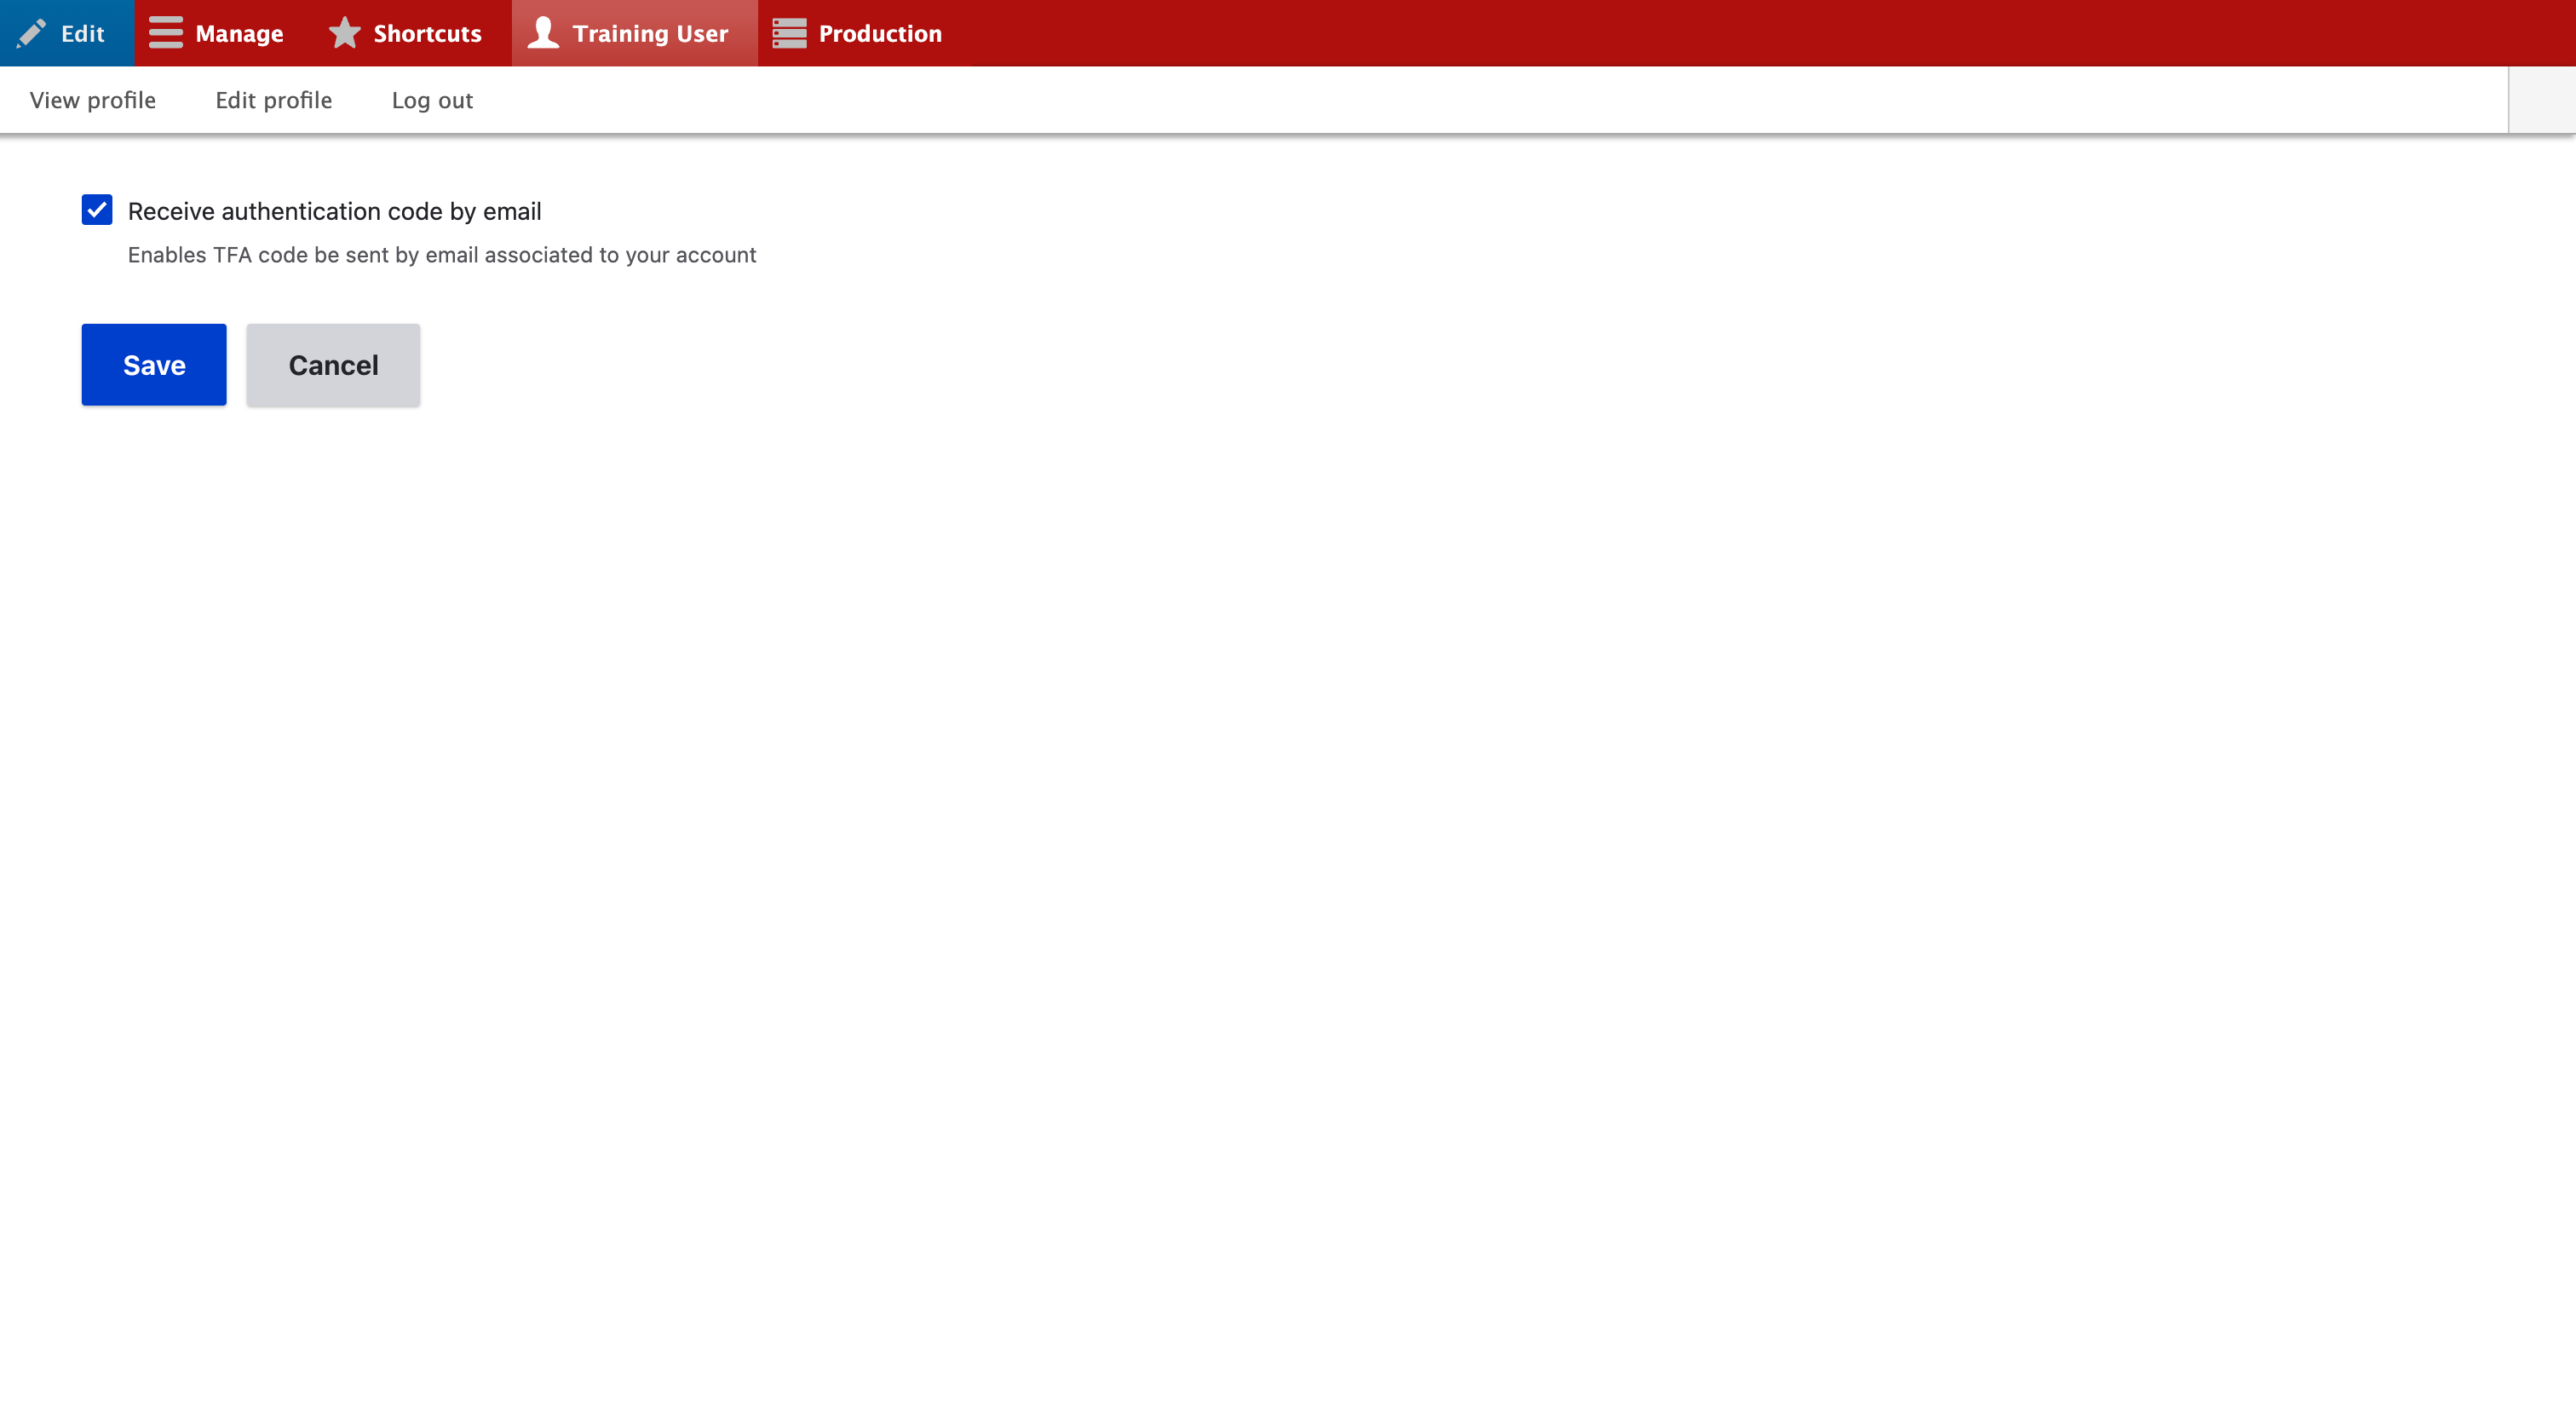 Edit Manage Shortcuts Training User Production
View profile Edit profile Log out
Receive authentication code by email
Enables TFA code be sent by email associated to your account
Save Cancel